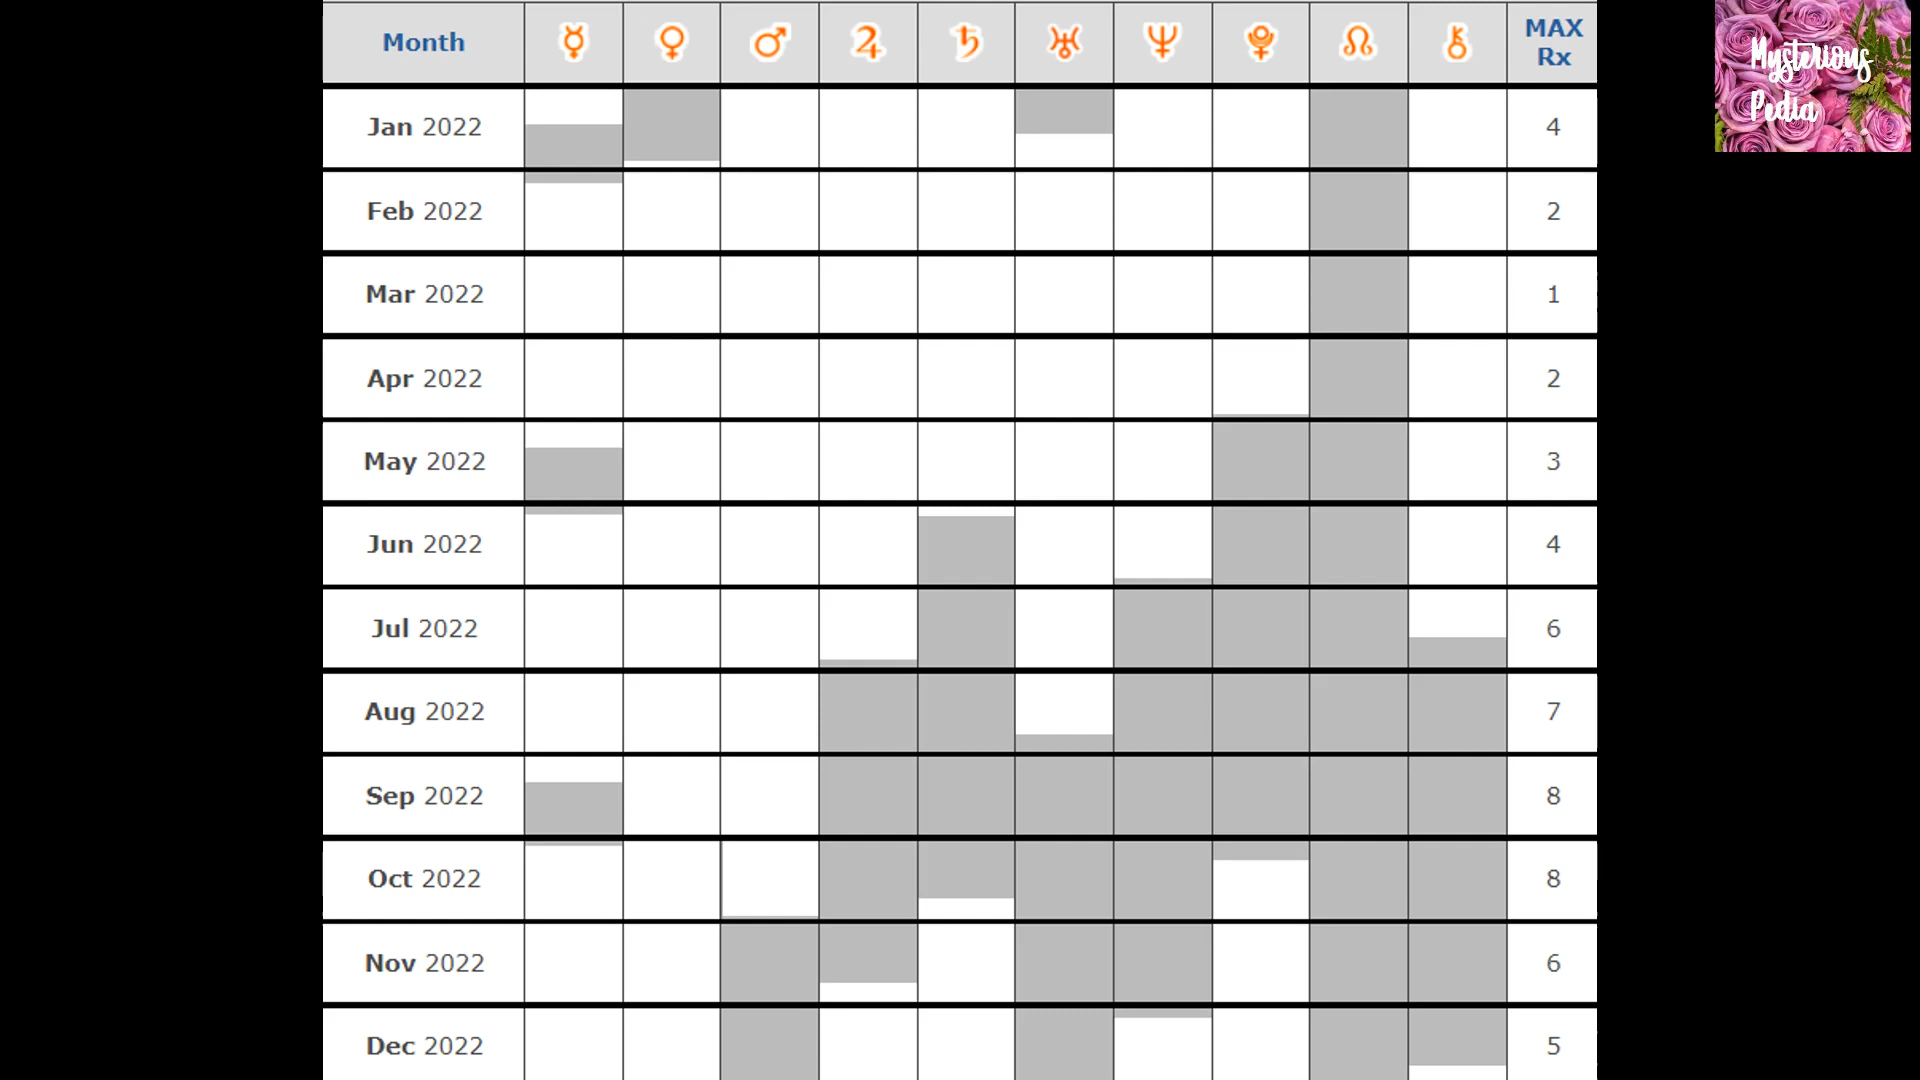 Month ☿ ♀ ♂ ♃ ♄ ♅ ♆ ♇ ☊ ⚷ MAX Rx
Jan 2022 4
Feb 2022 2
Mar 2022 1
Apr 2022 2
May 2022 3
Jun 2022 4
Jul 2022 6
Aug 2022 7
Sep 2022 8
Oct 2022 8
Nov 2022 6
Dec 2022 5
Mysterious
Pedia